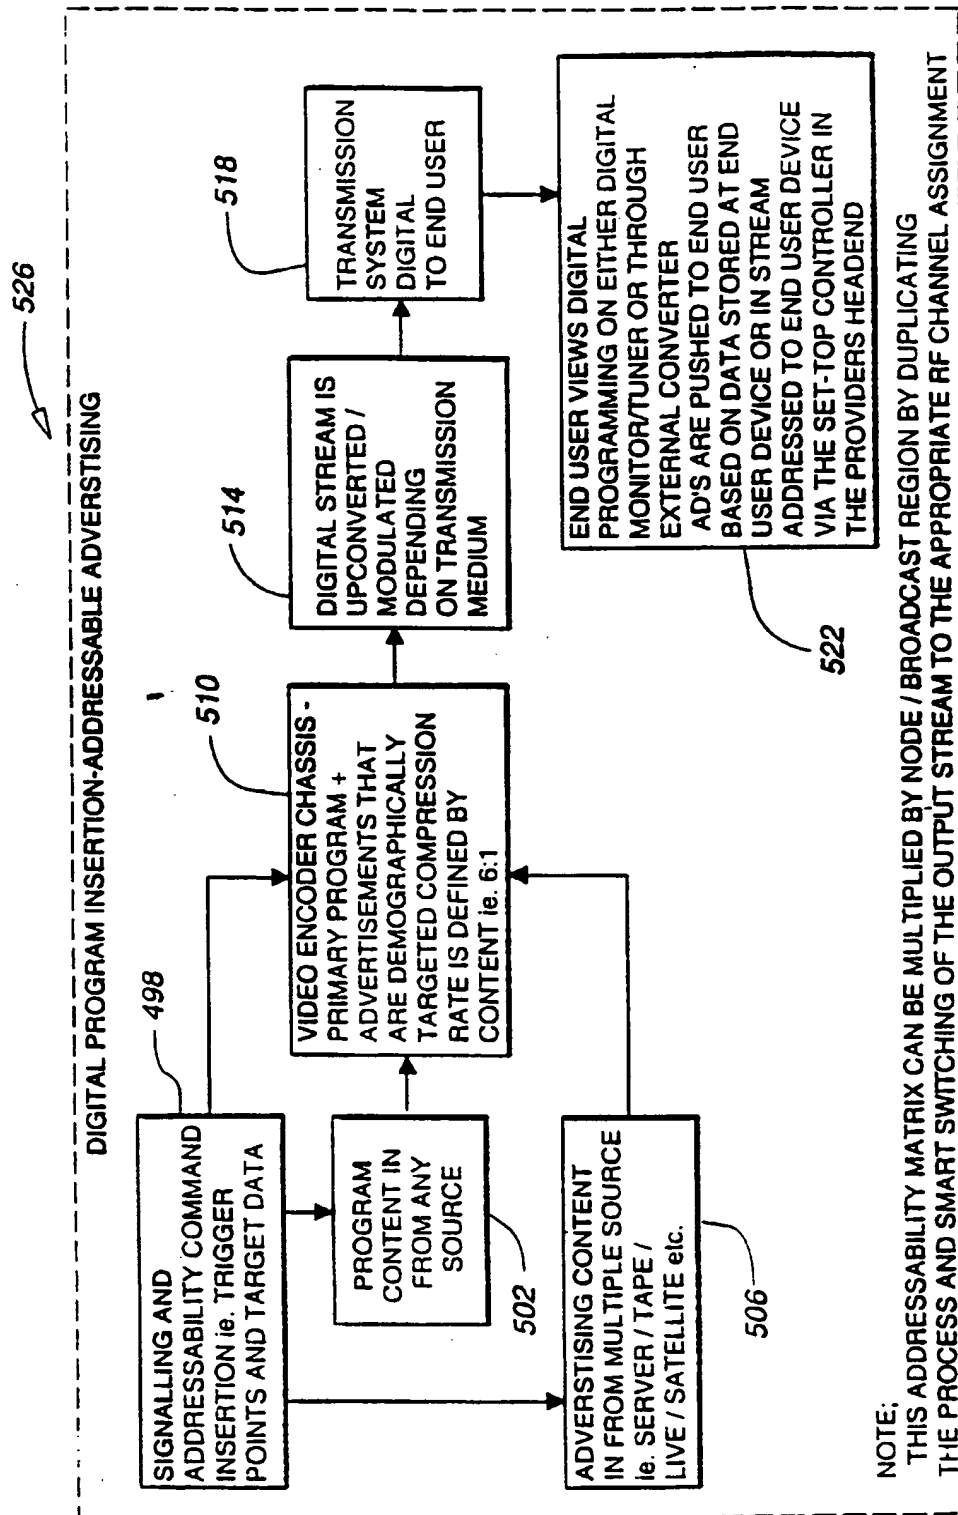 526
DIGITAL PROGRAM INSERTION-ADDRESSABLE ADVERSTISING
498
SIGNALLING AND
ADDRESSABILITY COMMAND
INSERTION ie. TRIGGER
POINTS AND TARGET DATA
PROGRAM
CONTENT IN
FROM ANY
SOURCE
502
ADVERSTISING CONTENT
IN FROM MULTIPLE SOURCE
ie. SERVER / TAPE /
LIVE / SATELLITE etc.
506
510
VIDEO ENCODER CHASSIS -
PRIMARY PROGRAM +
ADVERTISEMENTS THAT
ARE DEMOGRAPHICALLY
TARGETED COMPRESSION
RATE IS DEFINED BY
CONTENT ie. 6:1
514
DIGITAL STREAM IS
UPCONVERTED /
MODULATED
DEPENDING
ON TRANSMISSION
MEDIUM
518
TRANSMISSION
SYSTEM
DIGITAL
TO END USER
END USER VIEWS DIGITAL
PROGRAMMING ON EITHER DIGITAL
MONITOR/TUNER OR THROUGH
EXTERNAL CONVERTER
AD'S ARE PUSHED TO END USER
BASED ON DATA STORED AT END
USER DEVICE OR IN STREAM
ADDRESSED TO END USER DEVICE
VIA THE SET-TOP CONTROLLER IN
THE PROVIDERS HEADEND
522
NOTE;
THIS ADDRESSABILITY MATRIX CAN BE MULTIPLIED BY NODE / BROADCAST REGION BY DUPLICATING
THE PROCESS AND SMART SWITCHING OF THE OUTPUT STREAM TO THE APPROPRIATE RF CHANNEL ASSIGNMENT